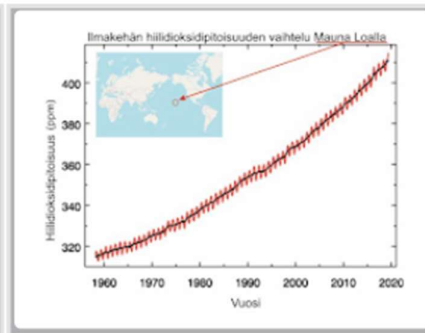 Ilmakehän hiilidioksidipitoisuuden vaihtelu Mauna Loalla
Hiilidioksidipitoisuus (ppm)
400
380
360
340
320
1960 1970 1980 1990 2000 2010 2020
Vuosi